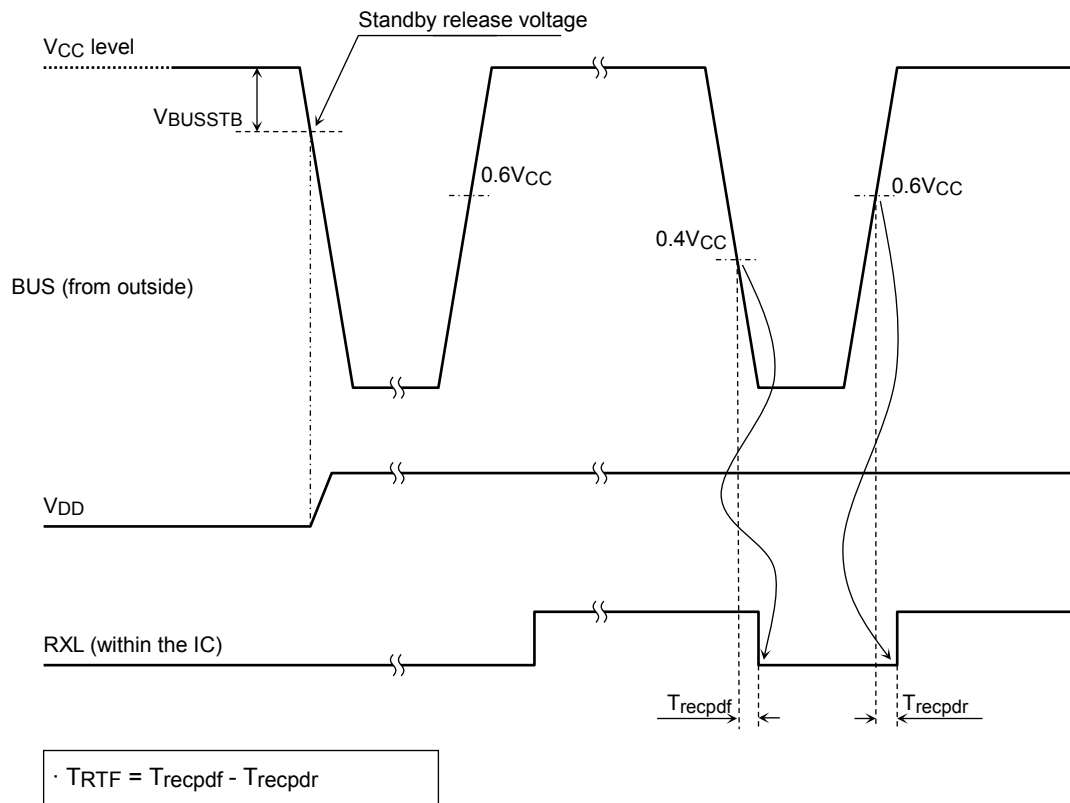 Standby release voltage
VCC level
VBUSSTB
0.6VCC
0.6VCC
0.4VCC
BUS (from outside)
VDD
RXL (within the IC)
Trecpdf
Trecpdr
· TRTF = Trecpdf - Trecpdr